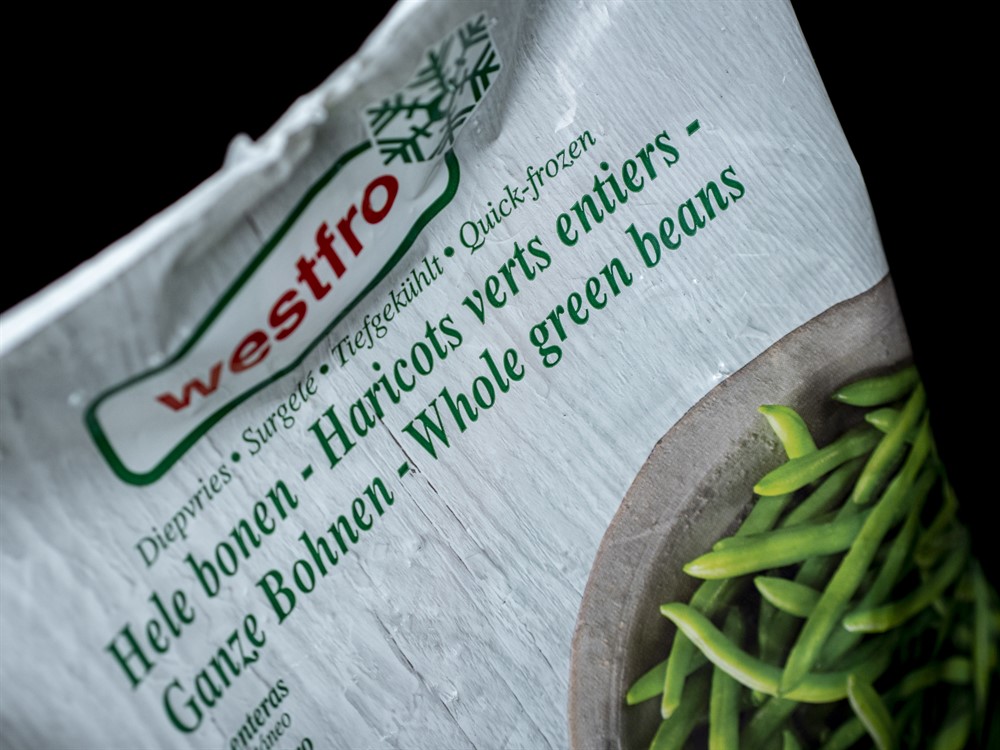 westfro
Diepvries • Surgelé • Tiefgekühlt • Quick-frozen
Hele bonen - Haricots verts entiers -
Ganze Bohnen - Whole green beans
enteras